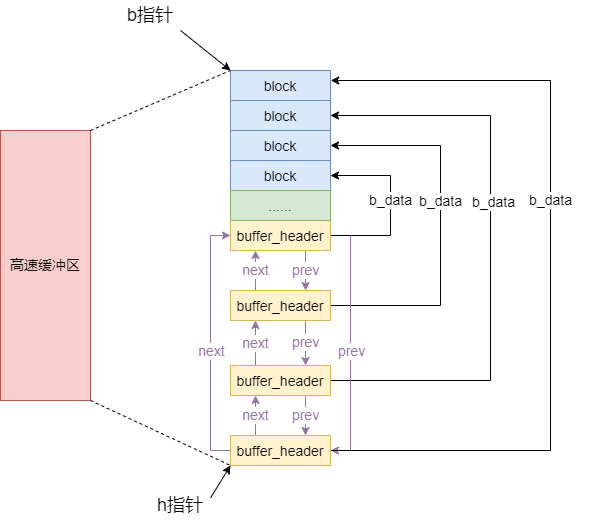 b指针
block
block
block
block
b_data
b_data
b_data
b_data
......
buffer_header
高速缓冲区
next
prev
buffer_header
next
prev
next
prev
buffer_header
next
prev
buffer_header
h指针